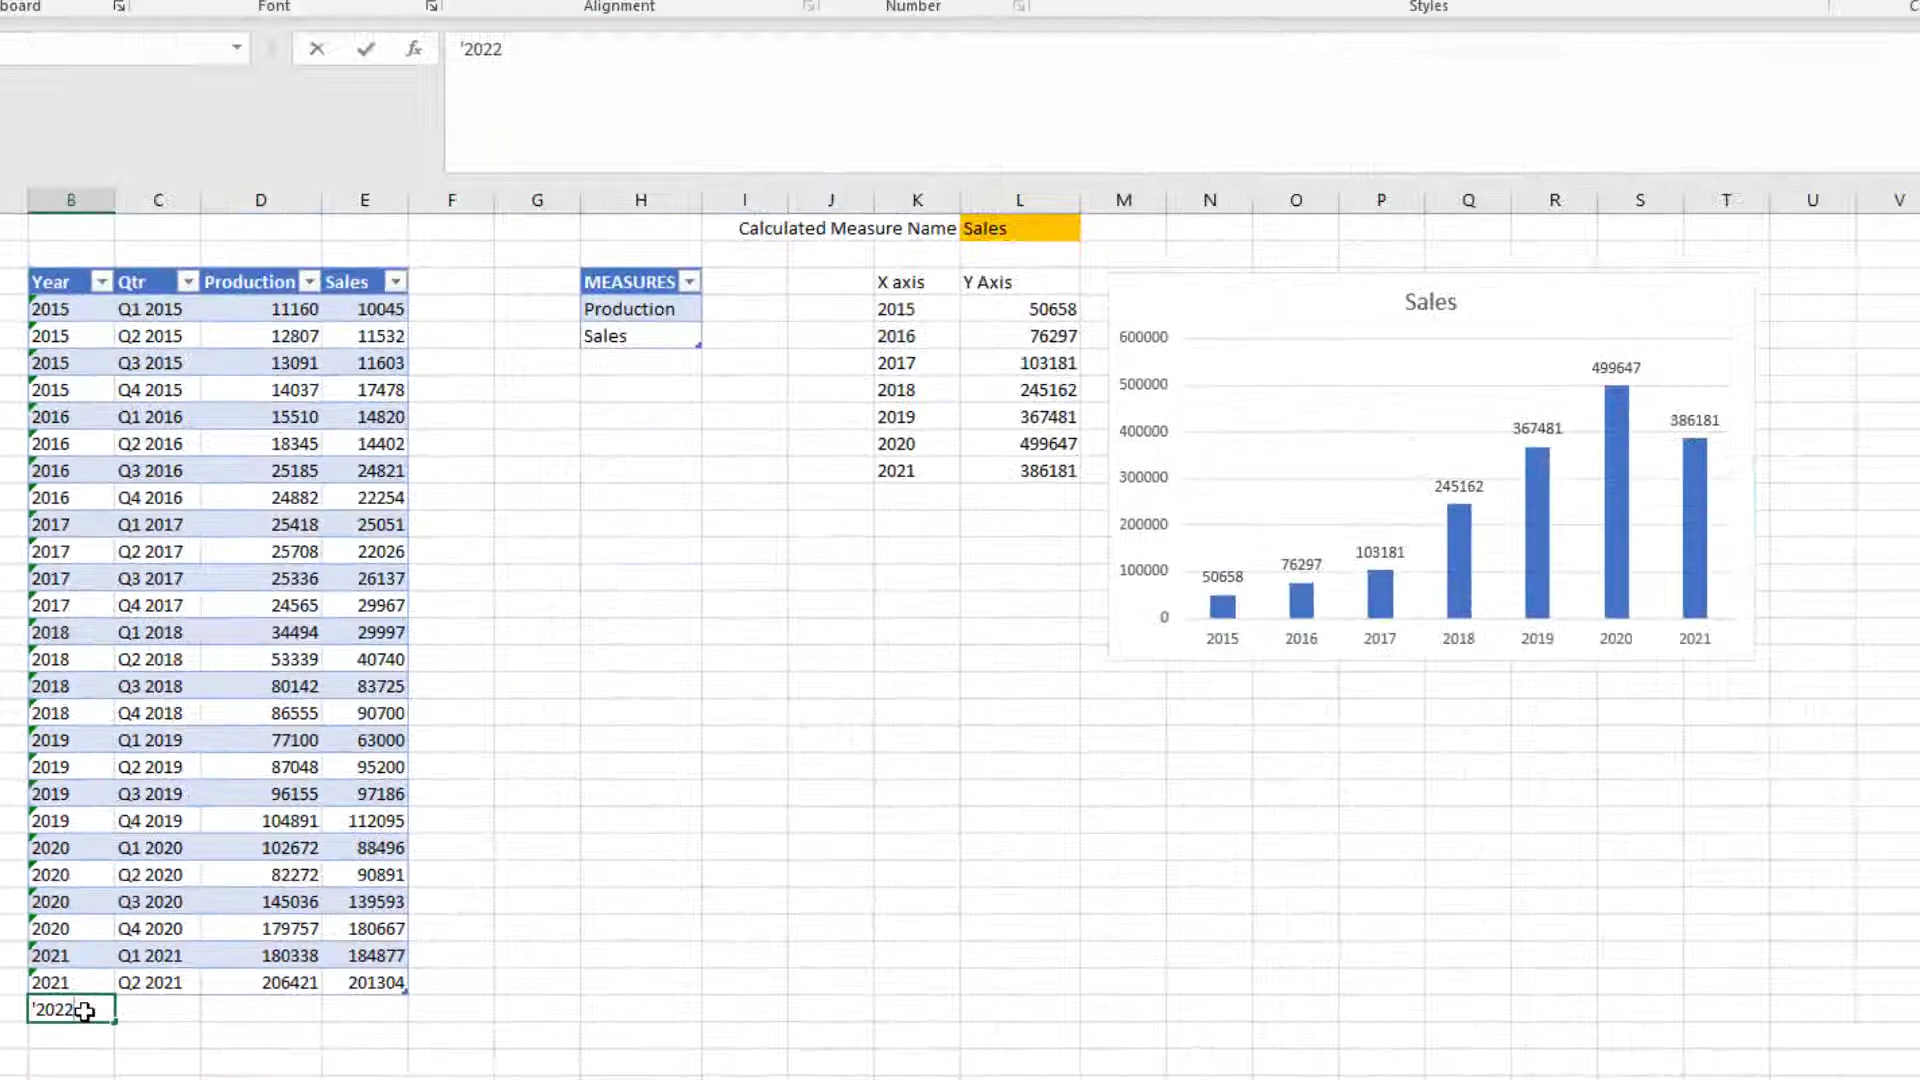 board Font Alignment Number Styles C
fx '2022
B C D E F G H I J K L M N O P Q R S T U V
Calculated Measure Name Sales
Year Qtr Production Sales MEASURES X axis Y Axis
2015 Q1 2015 11160 10045 Production 2015 50658
2015 Q2 2015 12807 11532 Sales 2016 76297
2015 Q3 2015 13091 11603 2017 103181
2015 Q4 2015 14037 17478 2018 245162
2016 Q1 2016 15510 14820 2019 367481
2016 Q2 2016 18345 14402 2020 499647
2016 Q3 2016 25185 24821 2021 386181
2016 Q4 2016 24882 22254
2017 Q1 2017 25418 25051
2017 Q2 2017 25708 22026
2017 Q3 2017 25336 26137
2017 Q4 2017 24565 29967
2018 Q1 2018 34494 29997
2018 Q2 2018 53339 40740
2018 Q3 2018 80142 83725
2018 Q4 2018 86555 90700
2019 Q1 2019 77100 63000
2019 Q2 2019 87048 95200
2019 Q3 2019 96155 97186
2019 Q4 2019 104891 112095
2020 Q1 2020 102672 88496
2020 Q2 2020 82272 90891
2020 Q3 2020 145036 139593
2020 Q4 2020 179757 180667
2021 Q1 2021 180338 184877
2021 Q2 2021 206421 201304
'2022
Sales
600000
500000
400000
300000
200000
100000
0
50658 76297 103181 245162 367481 499647 386181
2015 2016 2017 2018 2019 2020 2021